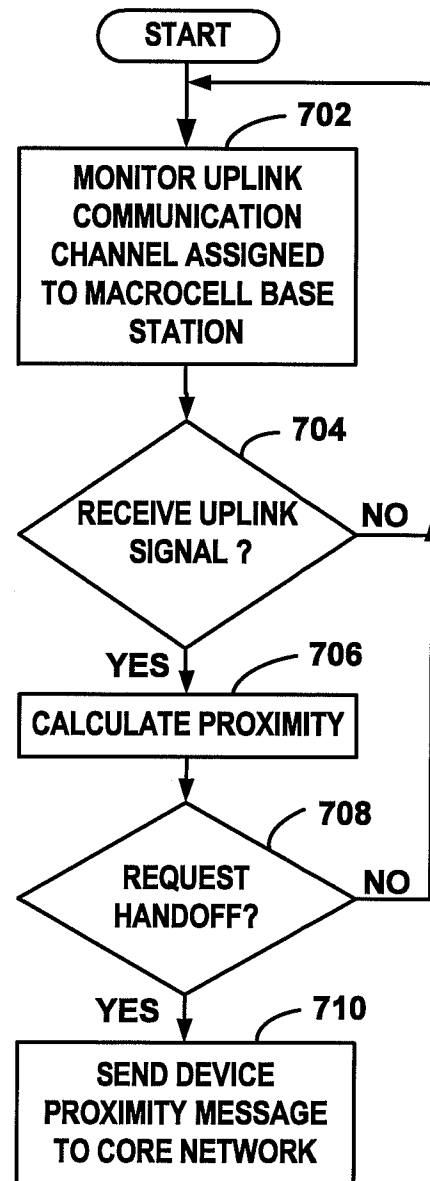 START
702
MONITOR UPLINK
COMMUNICATION
CHANNEL ASSIGNED
TO MACROCELL BASE
STATION
704
RECEIVE UPLINK
SIGNAL ?
NO
YES
706
CALCULATE PROXIMITY
708
REQUEST
HANDOFF?
NO
YES
710
SEND DEVICE
PROXIMITY MESSAGE
TO CORE NETWORK